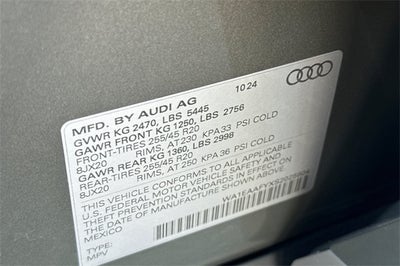 MFD. BY AUDI AG 10 24
GVWR KG 2470, LBS 5445
GAWR FRONT KG 1250, LBS 2756
FRONT-TIRES 255/45 R20
8JX20 RIMS, AT 230 KPA 33 PSI COLD
GAWR REAR KG 1360, LBS 2998
REAR-TIRES 255/45 R20
8JX20 RIMS, AT 250 KPA 36 PSI COLD
THIS VEHICLE CONFORMS TO ALL APPLICABLE
U.S. FEDERAL MOTOR VEHICLE SAFETY, BUMPER,
AND THEFT PREVENTION STANDARDS IN EFFECT
ON THE DATE OF MANUFACTURE SHOWN ABOVE
MEXICO
TYPE:
MPV